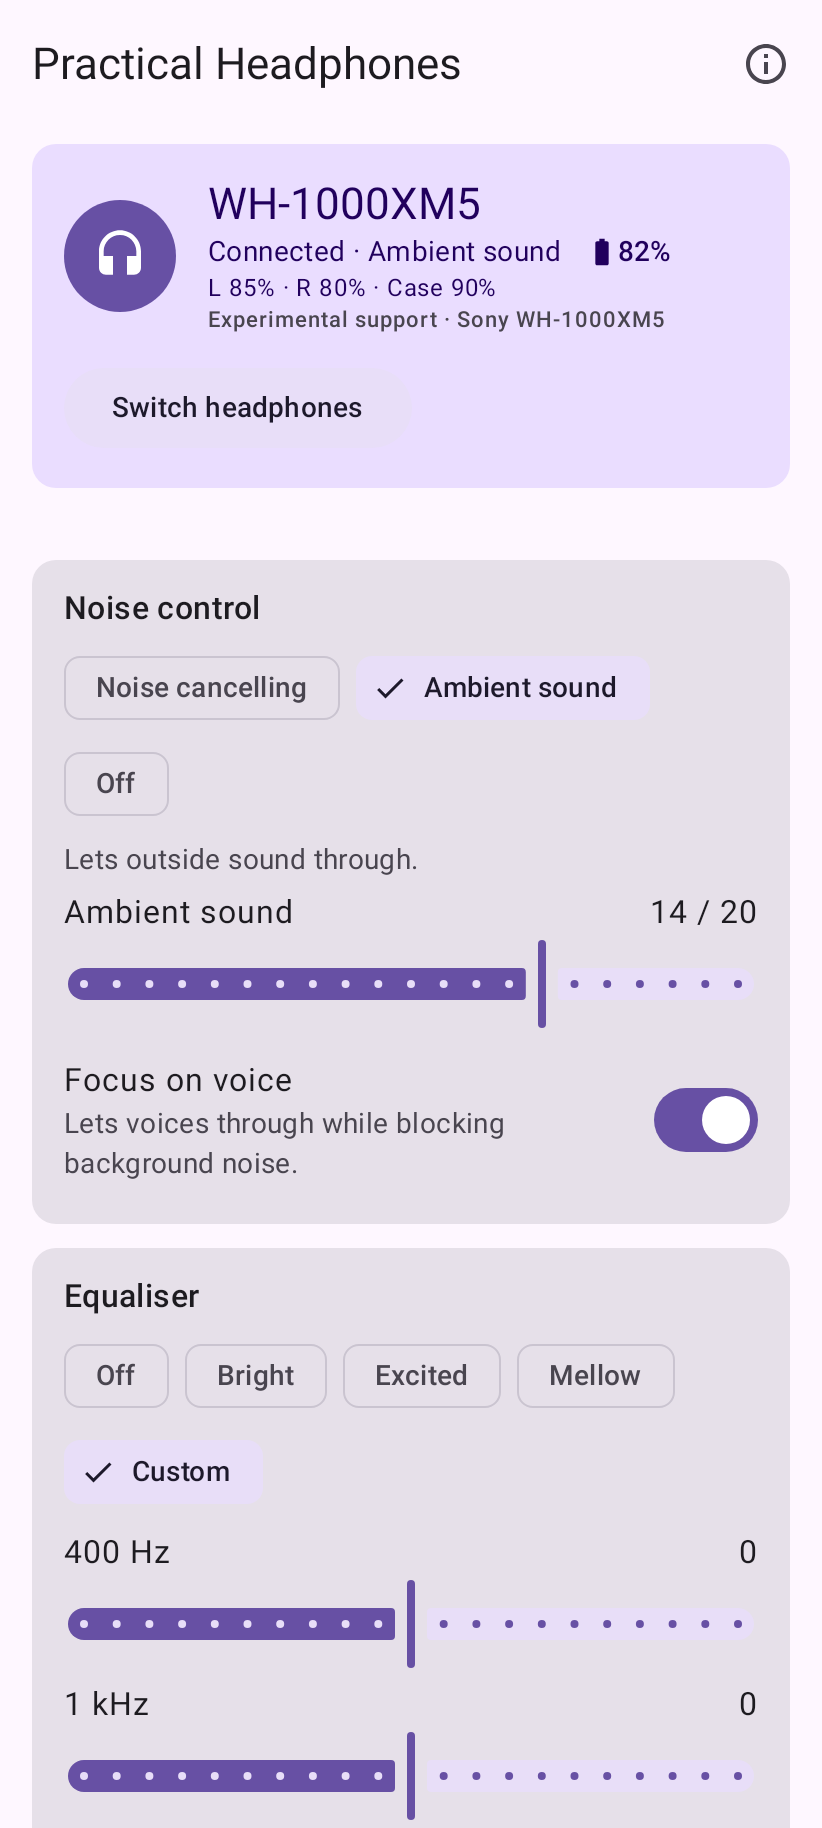 Practical Headphones
WH-1000XM5
Connected · Ambient sound 82%
L 85% · R 80% · Case 90%
Experimental support · Sony WH-1000XM5
Switch headphones
Noise control
Noise cancelling Ambient sound
Off
Lets outside sound through.
Ambient sound 14 / 20
Focus on voice
Lets voices through while blocking
background noise.
Equaliser
Off Bright Excited Mellow
Custom
400 Hz 0
1 kHz 0